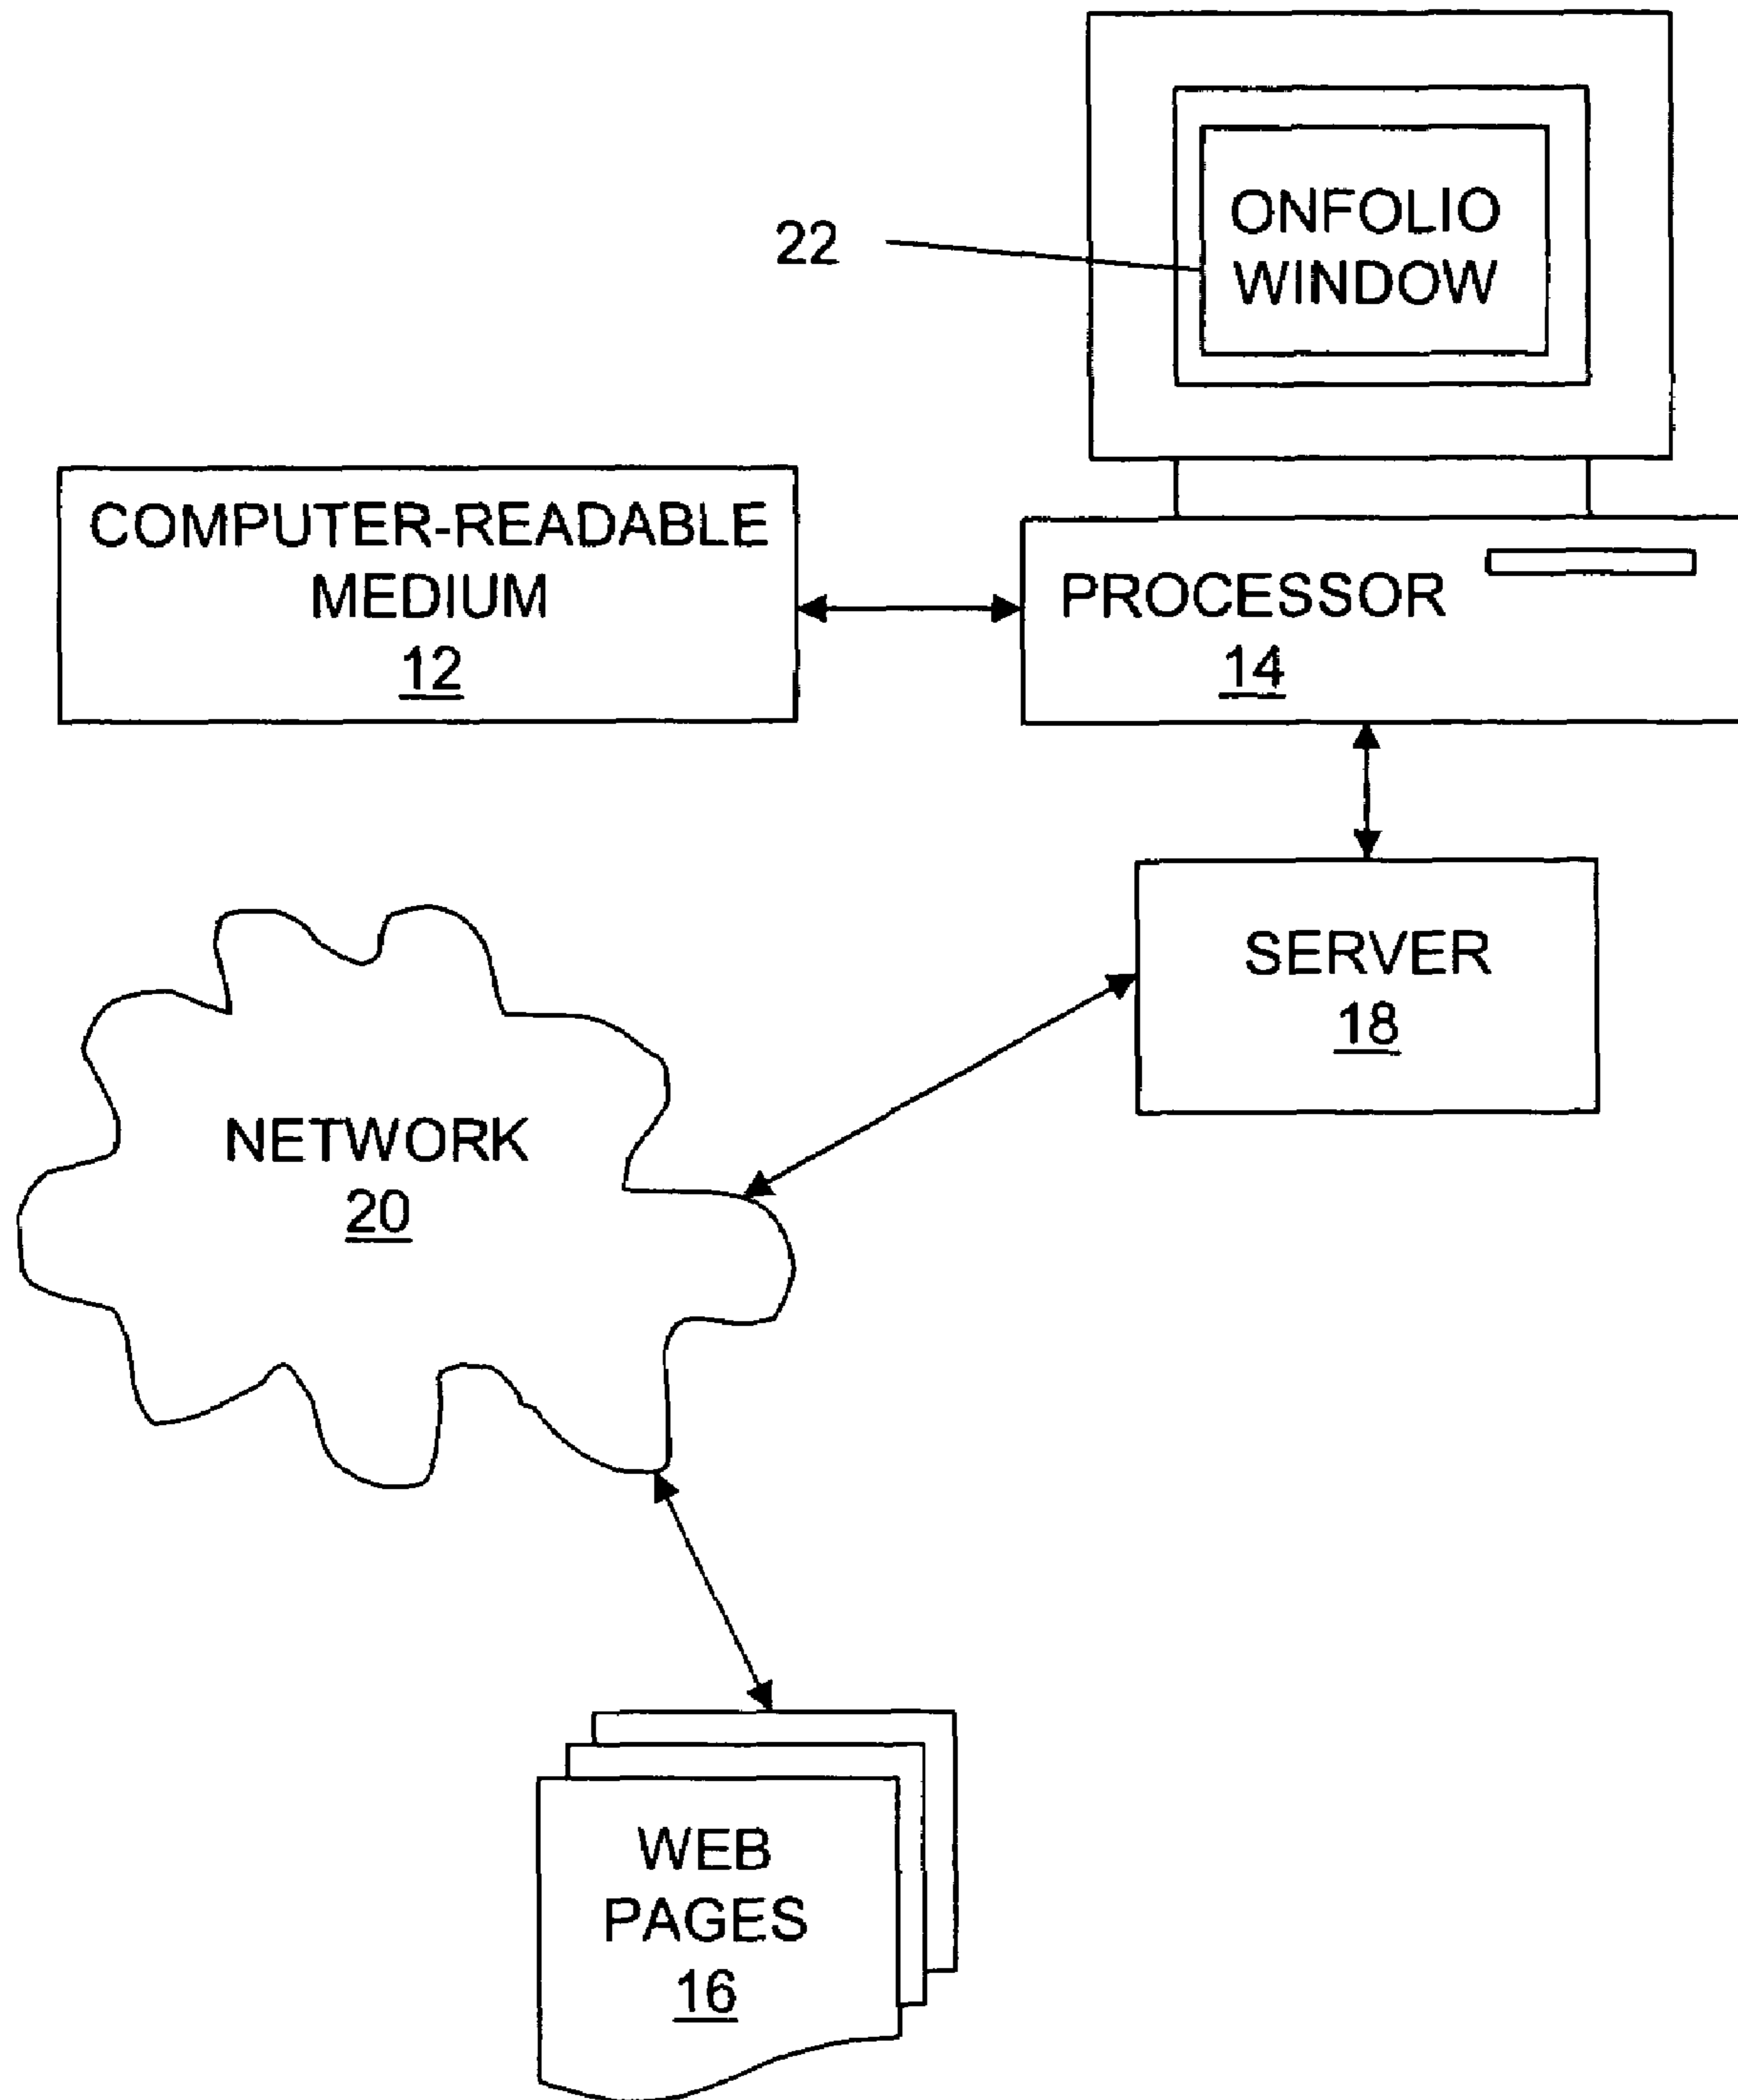 ONFOLIO
WINDOW
22
COMPUTER-READABLE
MEDIUM
12
PROCESSOR
14
SERVER
18
NETWORK
20
WEB
PAGES
16